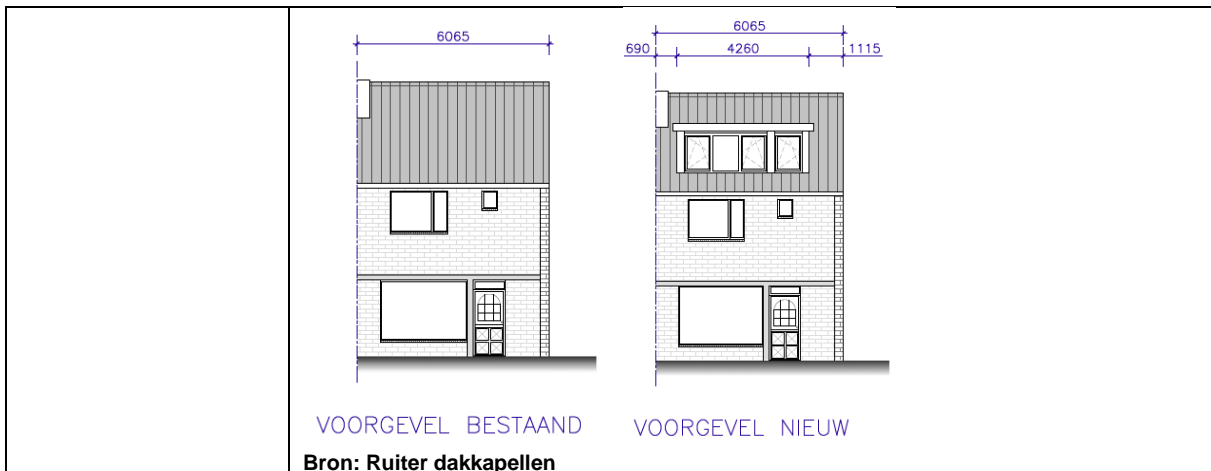 6065
6065
690 4260 1115
VOORGEVEL BESTAAND
VOORGEVEL NIEUW
Bron: Ruiter dakkapellen